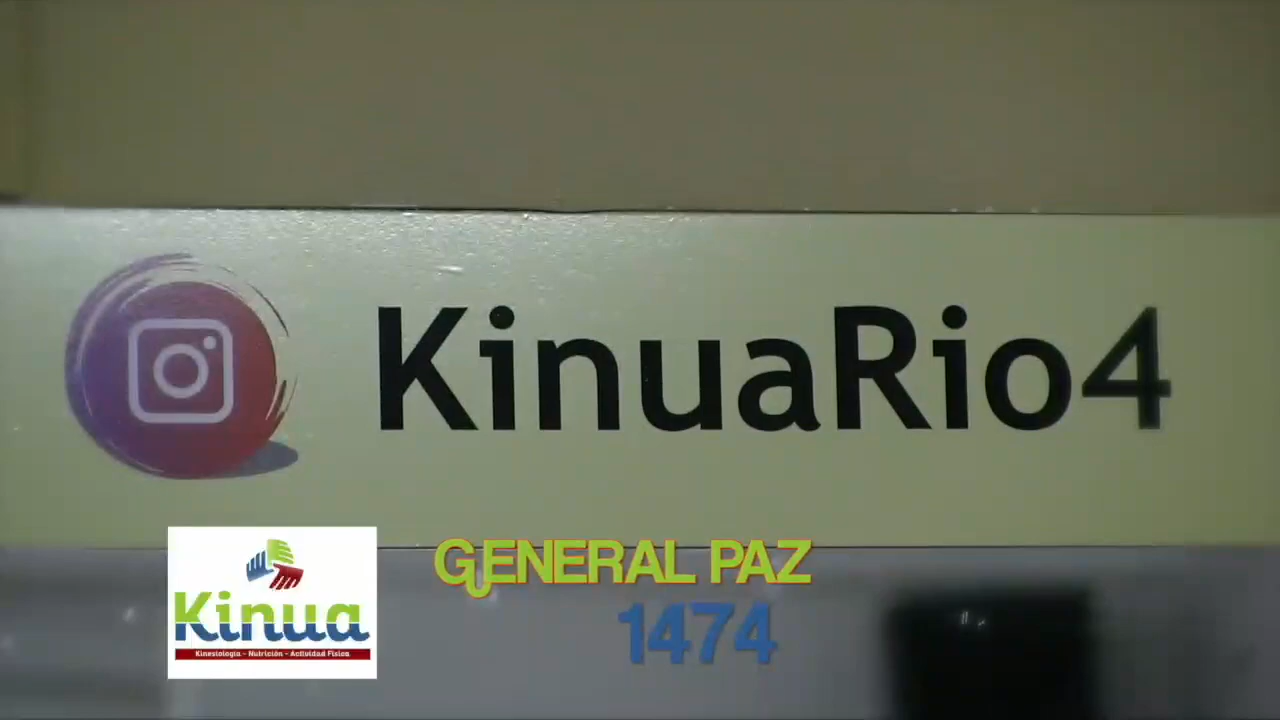 KinuaRio4
GENERAL PAZ
1474
Kinua
Kinesiología - Nutrición - Actividad Física